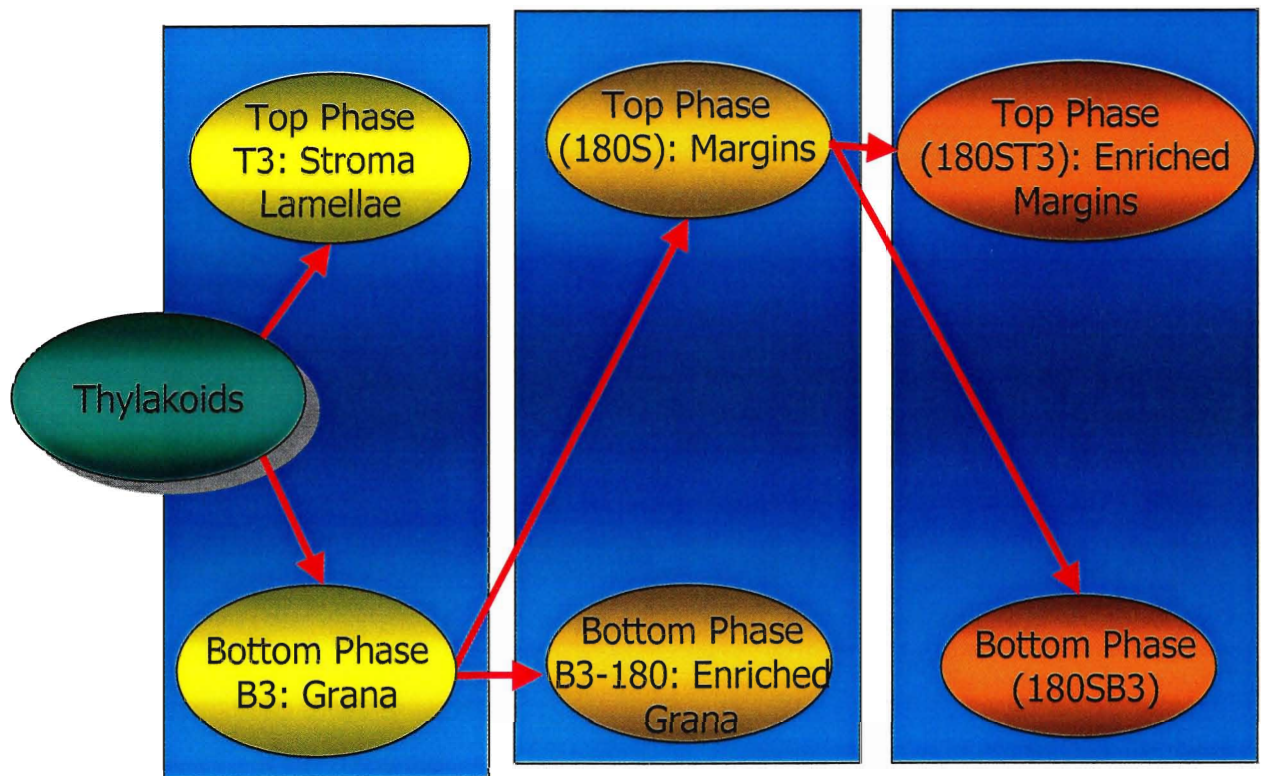 Top Phase
T3: Stroma
Lamellae
Top Phase
(180S): Margins
Top Phase
(180ST3): Enriched
Margins
Thylakoids
Bottom Phase
B3: Grana
Bottom Phase
B3-180: Enriched
Grana
Bottom Phase
(180SB3)